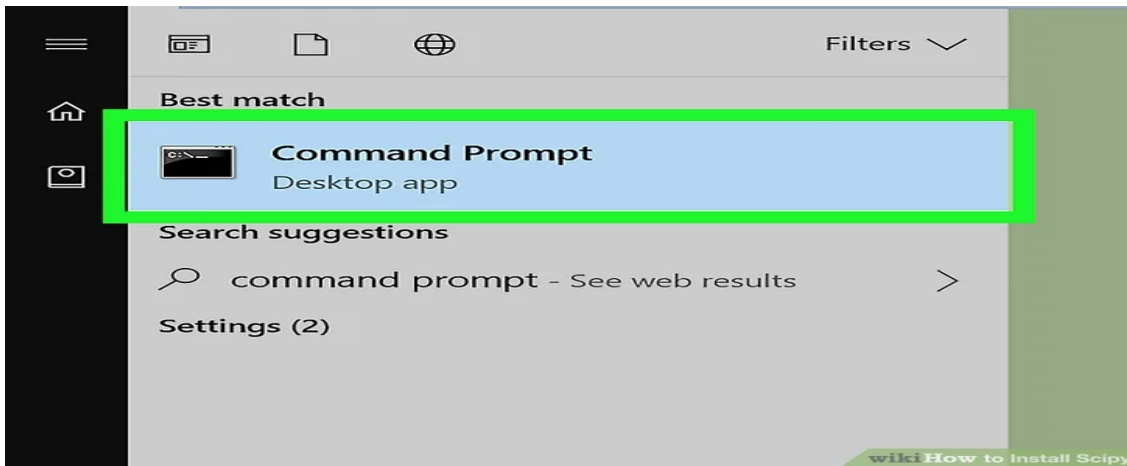 Filters
Best match
C:\_
Command Prompt
Desktop app
Search suggestions
command prompt - See web results
Settings (2)
wikiHow to Install Scipy